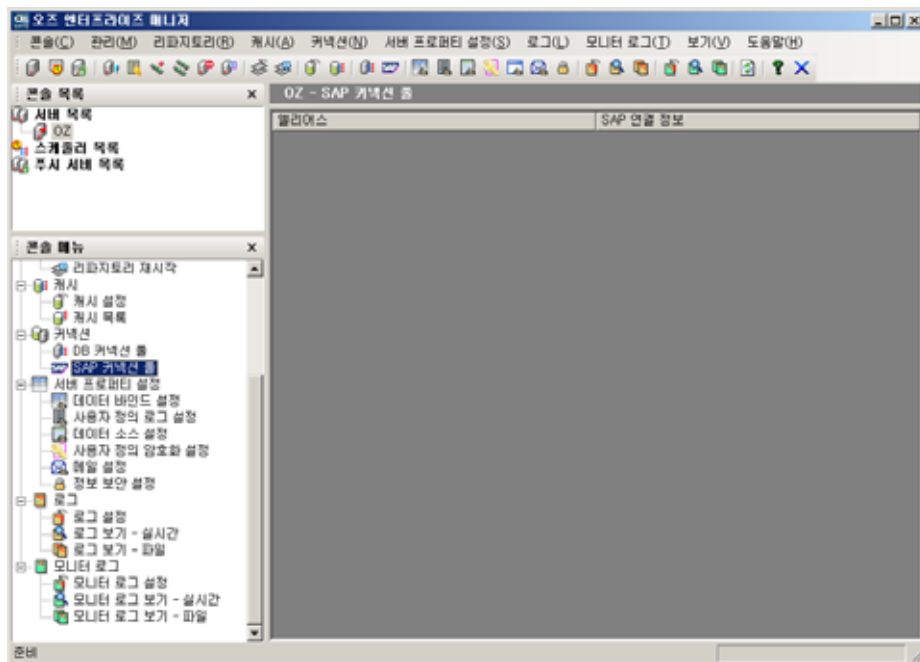 오즈 엔터프라이즈 매니저
콘솔(C) 관리(M) 리파지토리(R) 캐시(A) 커넥션(N) 서버 프로퍼티 설정(S) 로그(L) 모니터 로그(T) 보기(V) 도움말(H)
콘솔 목록
OZ - SAP 커넥션 풀
서버 목록
OZ
스케줄러 목록
주시 서버 목록
앨리어스
SAP 연결 정보
콘솔 메뉴
리파지토리 재시작
캐시
캐시 설정
캐시 목록
커넥션
DB 커넥션 풀
SAP 커넥션 풀
서버 프로퍼티 설정
데이터 바인드 설정
사용자 정의 로그 설정
데이터 소스 설정
사용자 정의 암호화 설정
메일 설정
정보 보안 설정
로그
로그 설정
로그 보기 - 실시간
로그 보기 - 파일
모니터 로그
모니터 로그 설정
모니터 로그 보기 - 실시간
모니터 로그 보기 - 파일
준비